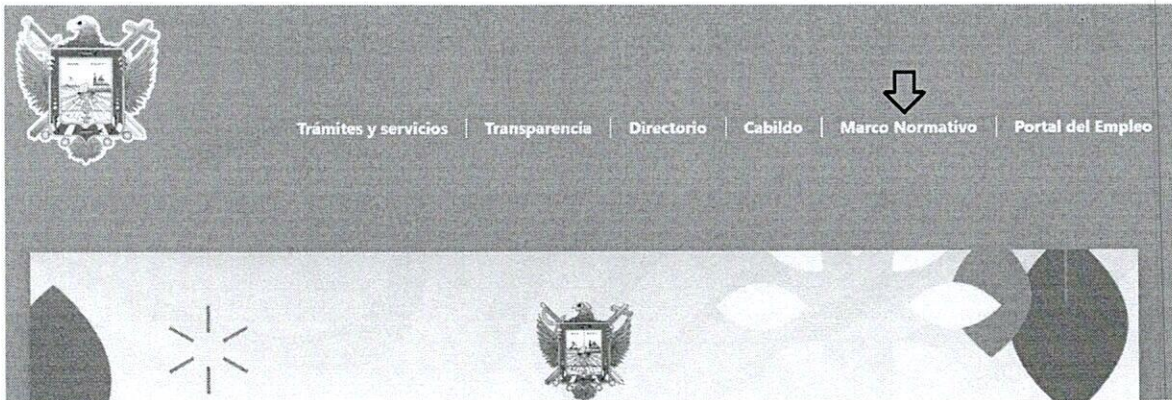 Trámites y servicios | Transparencia | Directorio | Cabildo | Marco Normativo | Portal del Empleo